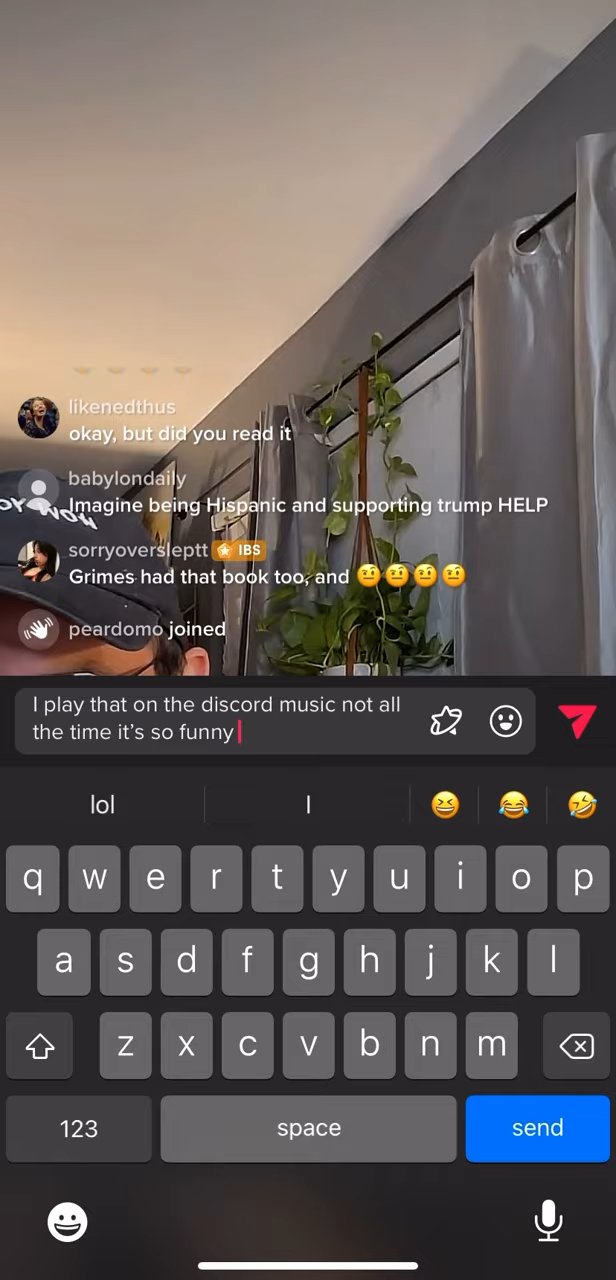 likenedthus
okay, but did you read it
babylondaily
Imagine being Hispanic and supporting trump HELP
sorryoversleptt IBS
Grimes had that book too, and 🤨🤨🤨🤨
peardomo joined
I play that on the discord music not all
the time it’s so funny
lol I 😆 😂 🤣
q w e r t y u i o p
a s d f g h j k l
z x c v b n m
123 space send